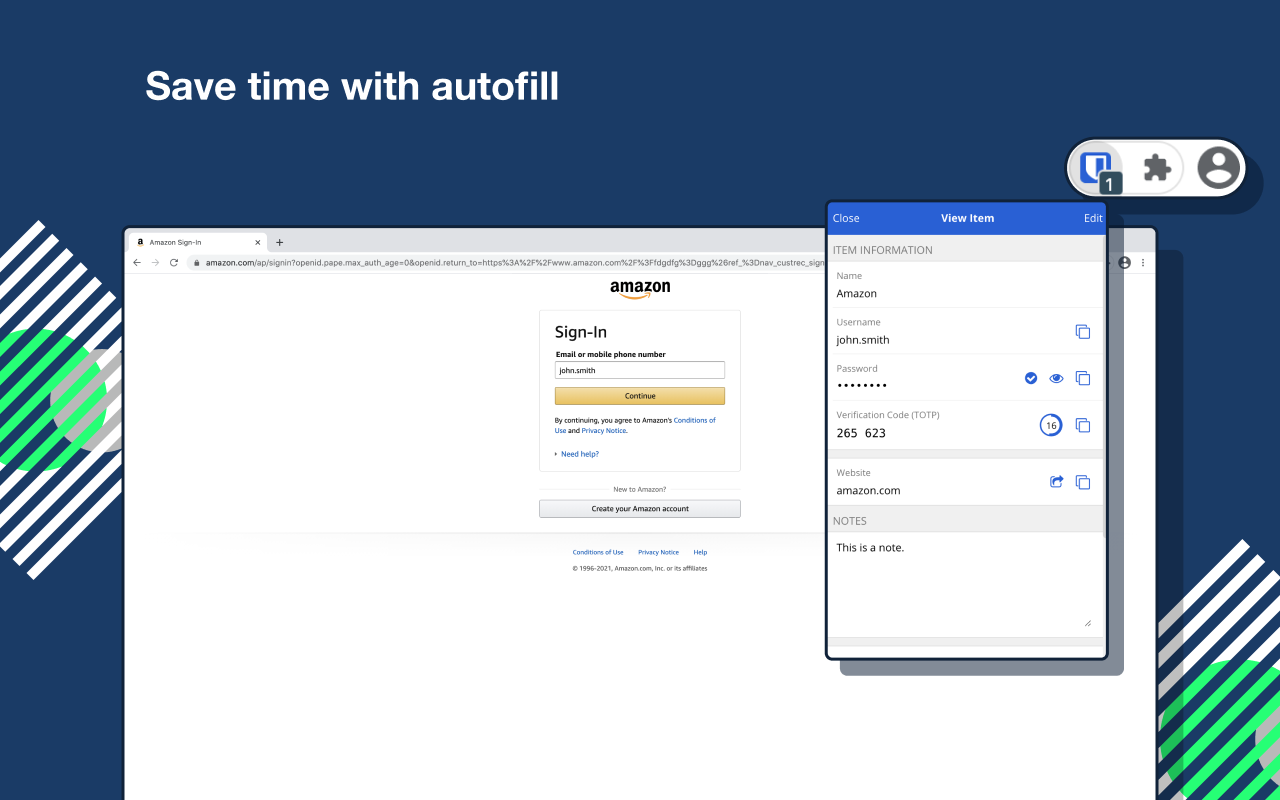 Save time with autofill
1
Amazon Sign-In
amazon.com/ap/signin?openid.pape.max_auth_age=0&openid.return_to=https%3A%2F%2Fwww.amazon.com%2F%3Ffdgdfg%3Dggg%26ref_%3Dnav_custrec_sign
amazon
Sign-In
Email or mobile phone number
john.smith
Continue
By continuing, you agree to Amazon's Conditions of
Use and Privacy Notice.
Need help?
New to Amazon?
Create your Amazon account
Conditions of Use Privacy Notice Help
© 1996-2021, Amazon.com, Inc. or its affiliates
Close View Item Edit
ITEM INFORMATION
Name
Amazon
Username
john.smith
Password
••••••••
Verification Code (TOTP)
265 623 16
Website
amazon.com
NOTES
This is a note.